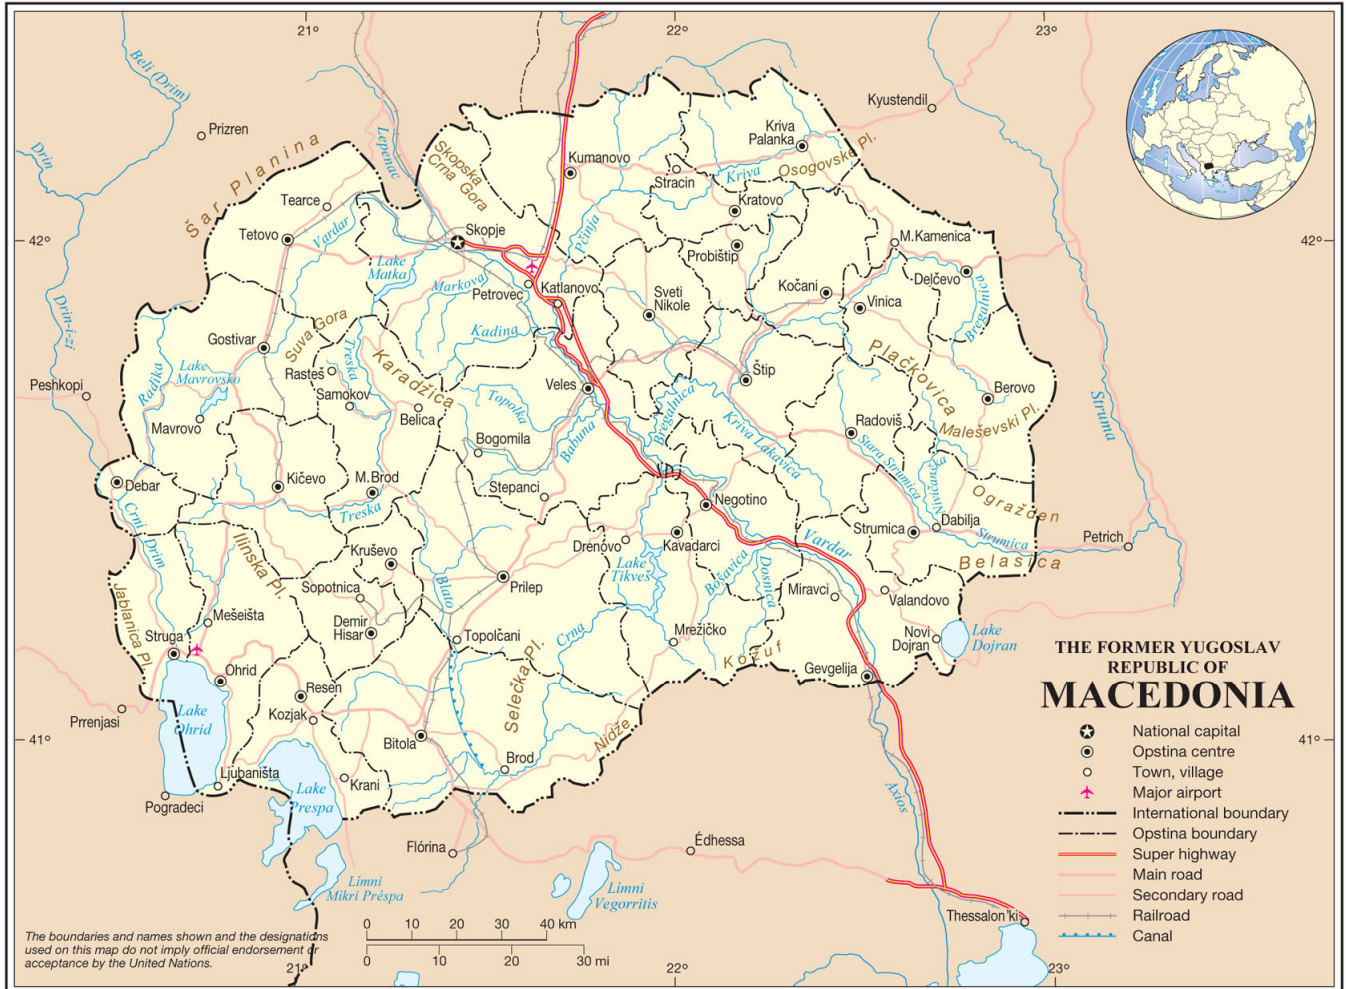 21°
22°
23°
Beli (Drim)
Kyustendil
Prizren
Drin
Lepenac
Kriva
Palanka
Šar Planina
Skopska
Crna Gora
Kumanovo
Osogovske Pl.
Stracin
Kriva
Tearce
Kratovo
Vardar
Pčinja
Tetovo
Skopje
M.Kamenica
42°
42°
Probištip
Lake
Matka
Delčevo
Markova
Petrovec
Katlanovo
Kočani
Bregalnica
Sveti
Nikole
Vinica
Drin-i-zi
Suva Gora
Kadina
Gostivar
Treska
Plačkovica
Karadžica
Lake
Mavrovsko
Rasteš
Štip
Peshkopi
Radika
Veles
Berovo
Samokov
Topolka
Bregalnica
Struma
Mavrovo
Belica
Babuna
Kriva Lakavica
Radoviš
Maleševski Pl.
Bogomila
Stara Strumica
Debar
Kičevo
M.Brod
Stepanci
Negotino
Ogražden
Treska
Crni
Drim
Strumica
Dabilja
Strumica
Petrich
Ilinska Pl.
Drenovo
Kavadarci
Vardar
Kruševo
Lake
Tikveš
Bošavica
Dosnica
Belasica
Jablanica Pl.
Sopotnica
Blato
Prilep
Miravci
Valandovo
Mešeišta
Demir
Hisar
Crna
Mrežičko
Novi
Dojran
Lake
Dojran
Struga
Topolčani
Kožuf
Selečka Pl.
Gevgelija
Ohrid
Resen
Prrenjasi
Lake
Ohrid
Kozjak
Bitola
Nidže
41°
41°
Brod
Ljubaništa
Krani
Pogradeci
Lake
Prespa
Axios
Flórina
Édhessa
Límni
Mikri Préspa
Límni
Vegorritis
Thessalon'ki
THE FORMER YUGOSLAV
REPUBLIC OF
MACEDONIA
National capital
Opstina centre
Town, village
Major airport
International boundary
Opstina boundary
Super highway
Main road
Secondary road
Railroad
Canal
0 10 20 30 40 km
0 10 20 30 mi
The boundaries and names shown and the designations
used on this map do not imply official endorsement or
acceptance by the United Nations.
21°
22°
23°